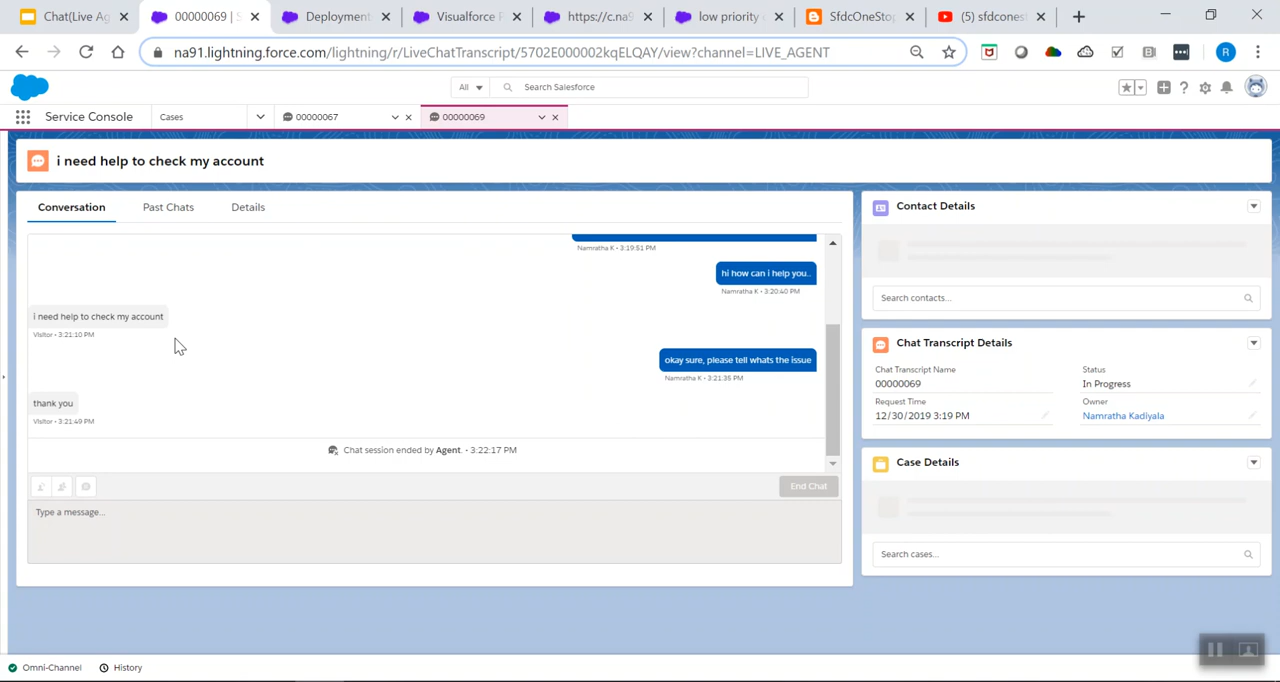 Chat(Live Ag
00000069 | S
Deployment
Visualforce F
https://c.na9
low priority c
SfdcOneStop
(5) sfdconest
na91.lightning.force.com/lightning/r/LiveChatTranscript/5702E000002kqELQAY/view?channel=LIVE_AGENT
R
All
Search Salesforce
Service Console
Cases
00000067
00000069
i need help to check my account
Conversation
Past Chats
Details
Namratha K • 3:19:51 PM
hi how can i help you..
Namratha K • 3:20:40 PM
i need help to check my account
Visitor • 3:21:10 PM
okay sure, please tell whats the issue
Namratha K • 3:21:35 PM
thank you
Visitor • 3:21:49 PM
Chat session ended by Agent. • 3:22:17 PM
End Chat
Type a message...
Contact Details
Search contacts...
Chat Transcript Details
Chat Transcript Name
00000069
Status
In Progress
Request Time
12/30/2019 3:19 PM
Owner
Namratha Kadiyala
Case Details
Search cases...
Omni-Channel
History